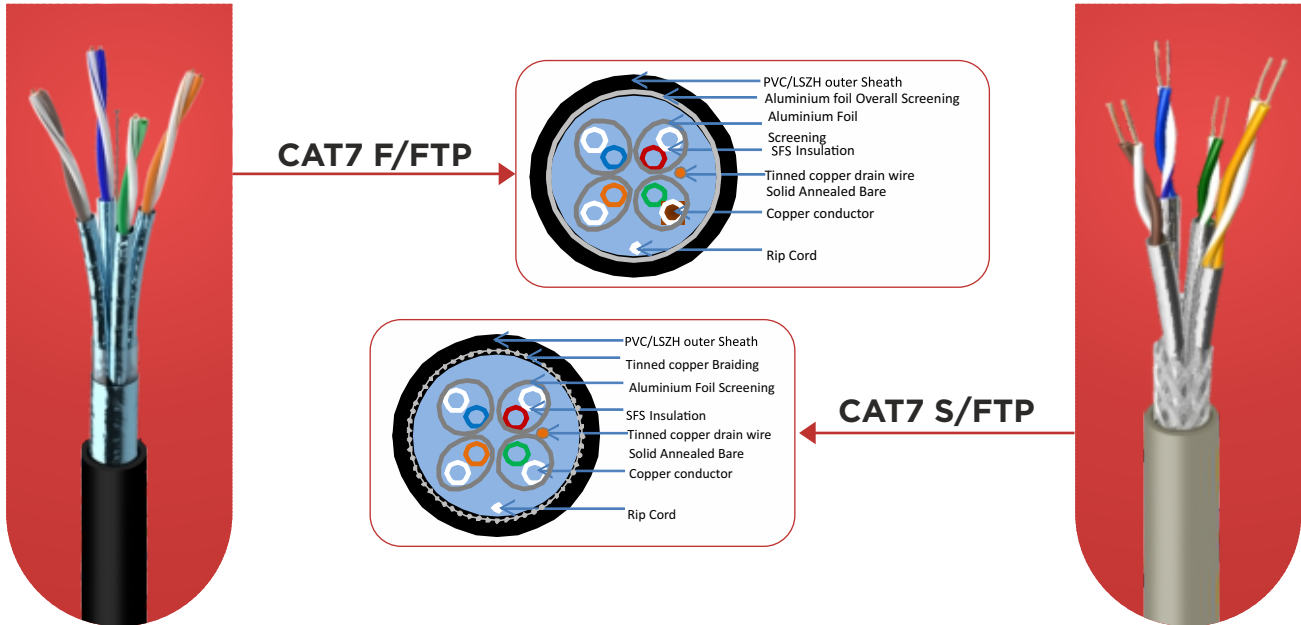 CAT7 F/FTP
PVC/LSZH outer Sheath
Aluminium foil Overall Screening
Aluminium Foil
Screening
SFS Insulation
Tinned copper drain wire
Solid Annealed Bare
Copper conductor
Rip Cord
PVC/LSZH outer Sheath
Tinned copper Braiding
Aluminium Foil Screening
SFS Insulation
Tinned copper drain wire
Solid Annealed Bare
Copper conductor
Rip Cord
CAT7 S/FTP